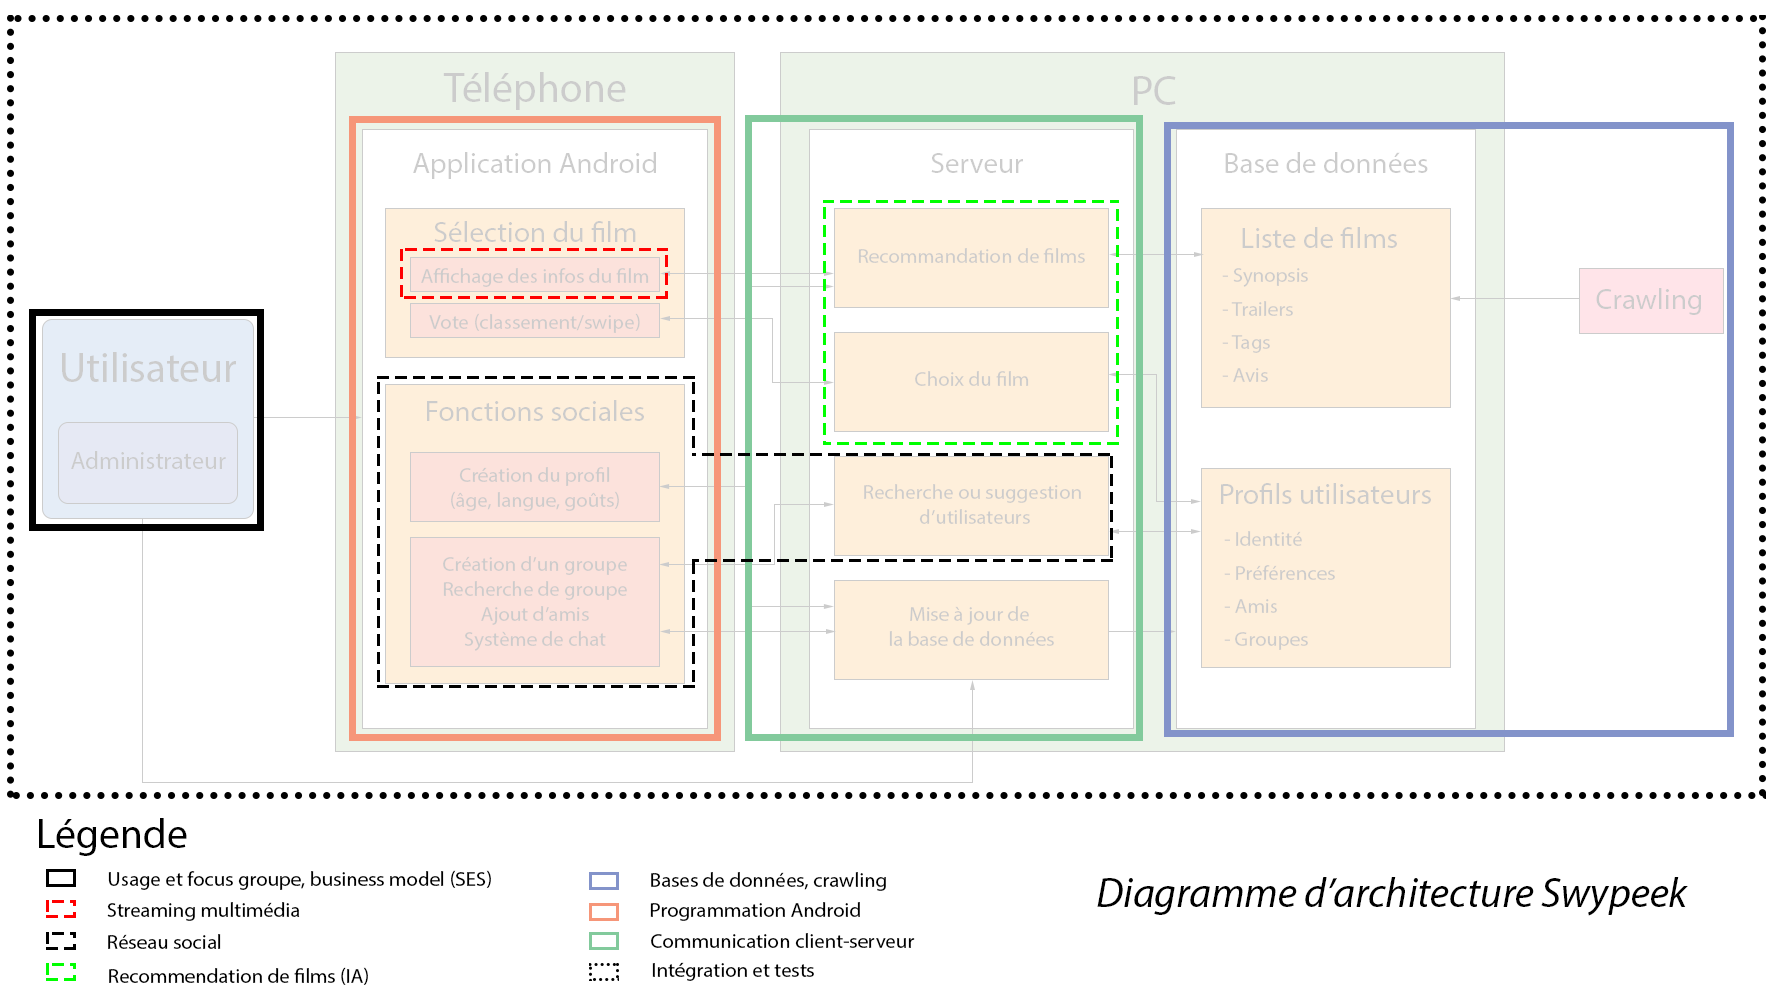 Téléphone
PC
Application Android
Serveur
Base de données
Sélection du film
Affichage des infos du film
Vote (classement/swipe)
Recommandation de films
Choix du film
Liste de films
- Synopsis
- Trailers
- Tags
- Avis
Crawling
Utilisateur
Administrateur
Fonctions sociales
Création du profil
(âge, langue, goûts)
Création d'un groupe
Recherche de groupe
Ajout d'amis
Système de chat
Recherche ou suggestion
d'utilisateurs
Mise à jour de
la base de données
Profils utilisateurs
- Identité
- Préférences
- Amis
- Groupes
Légende
Usage et focus groupe, business model (SES)
Streaming multimédia
Réseau social
Recommendation de films (IA)
Bases de données, crawling
Programmation Android
Communication client-serveur
Intégration et tests
Diagramme d'architecture Swypeek